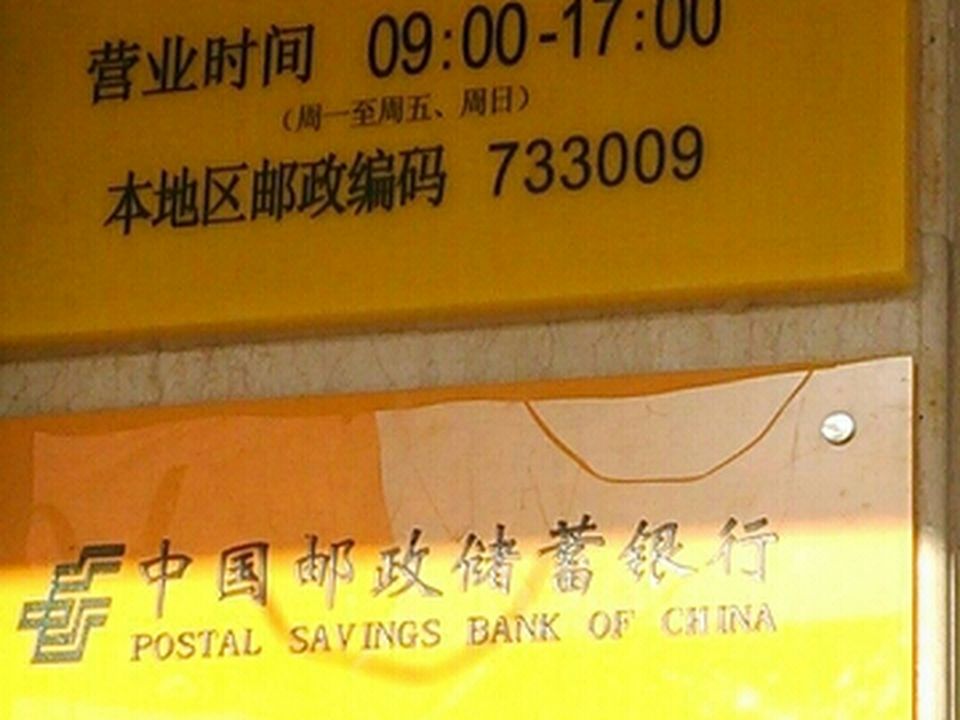 营业时间 09:00-17:00
（周一至周五、周日）
本地区邮政编码 733009
中国邮政储蓄银行
POSTAL SAVINGS BANK OF CHINA